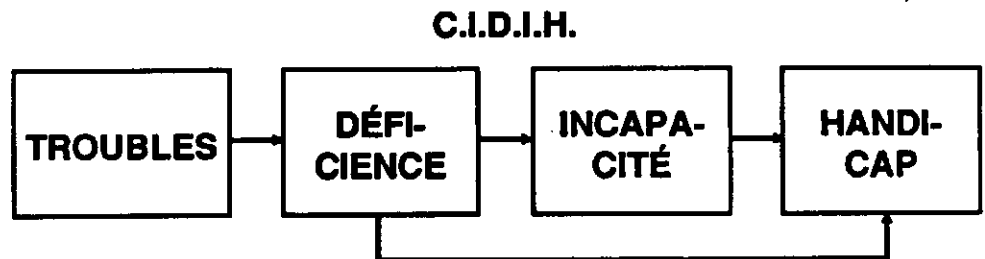 C.I.D.I.H.
TROUBLES
DÉFI-
CIENCE
INCAPA-
CITÉ
HANDI-
CAP